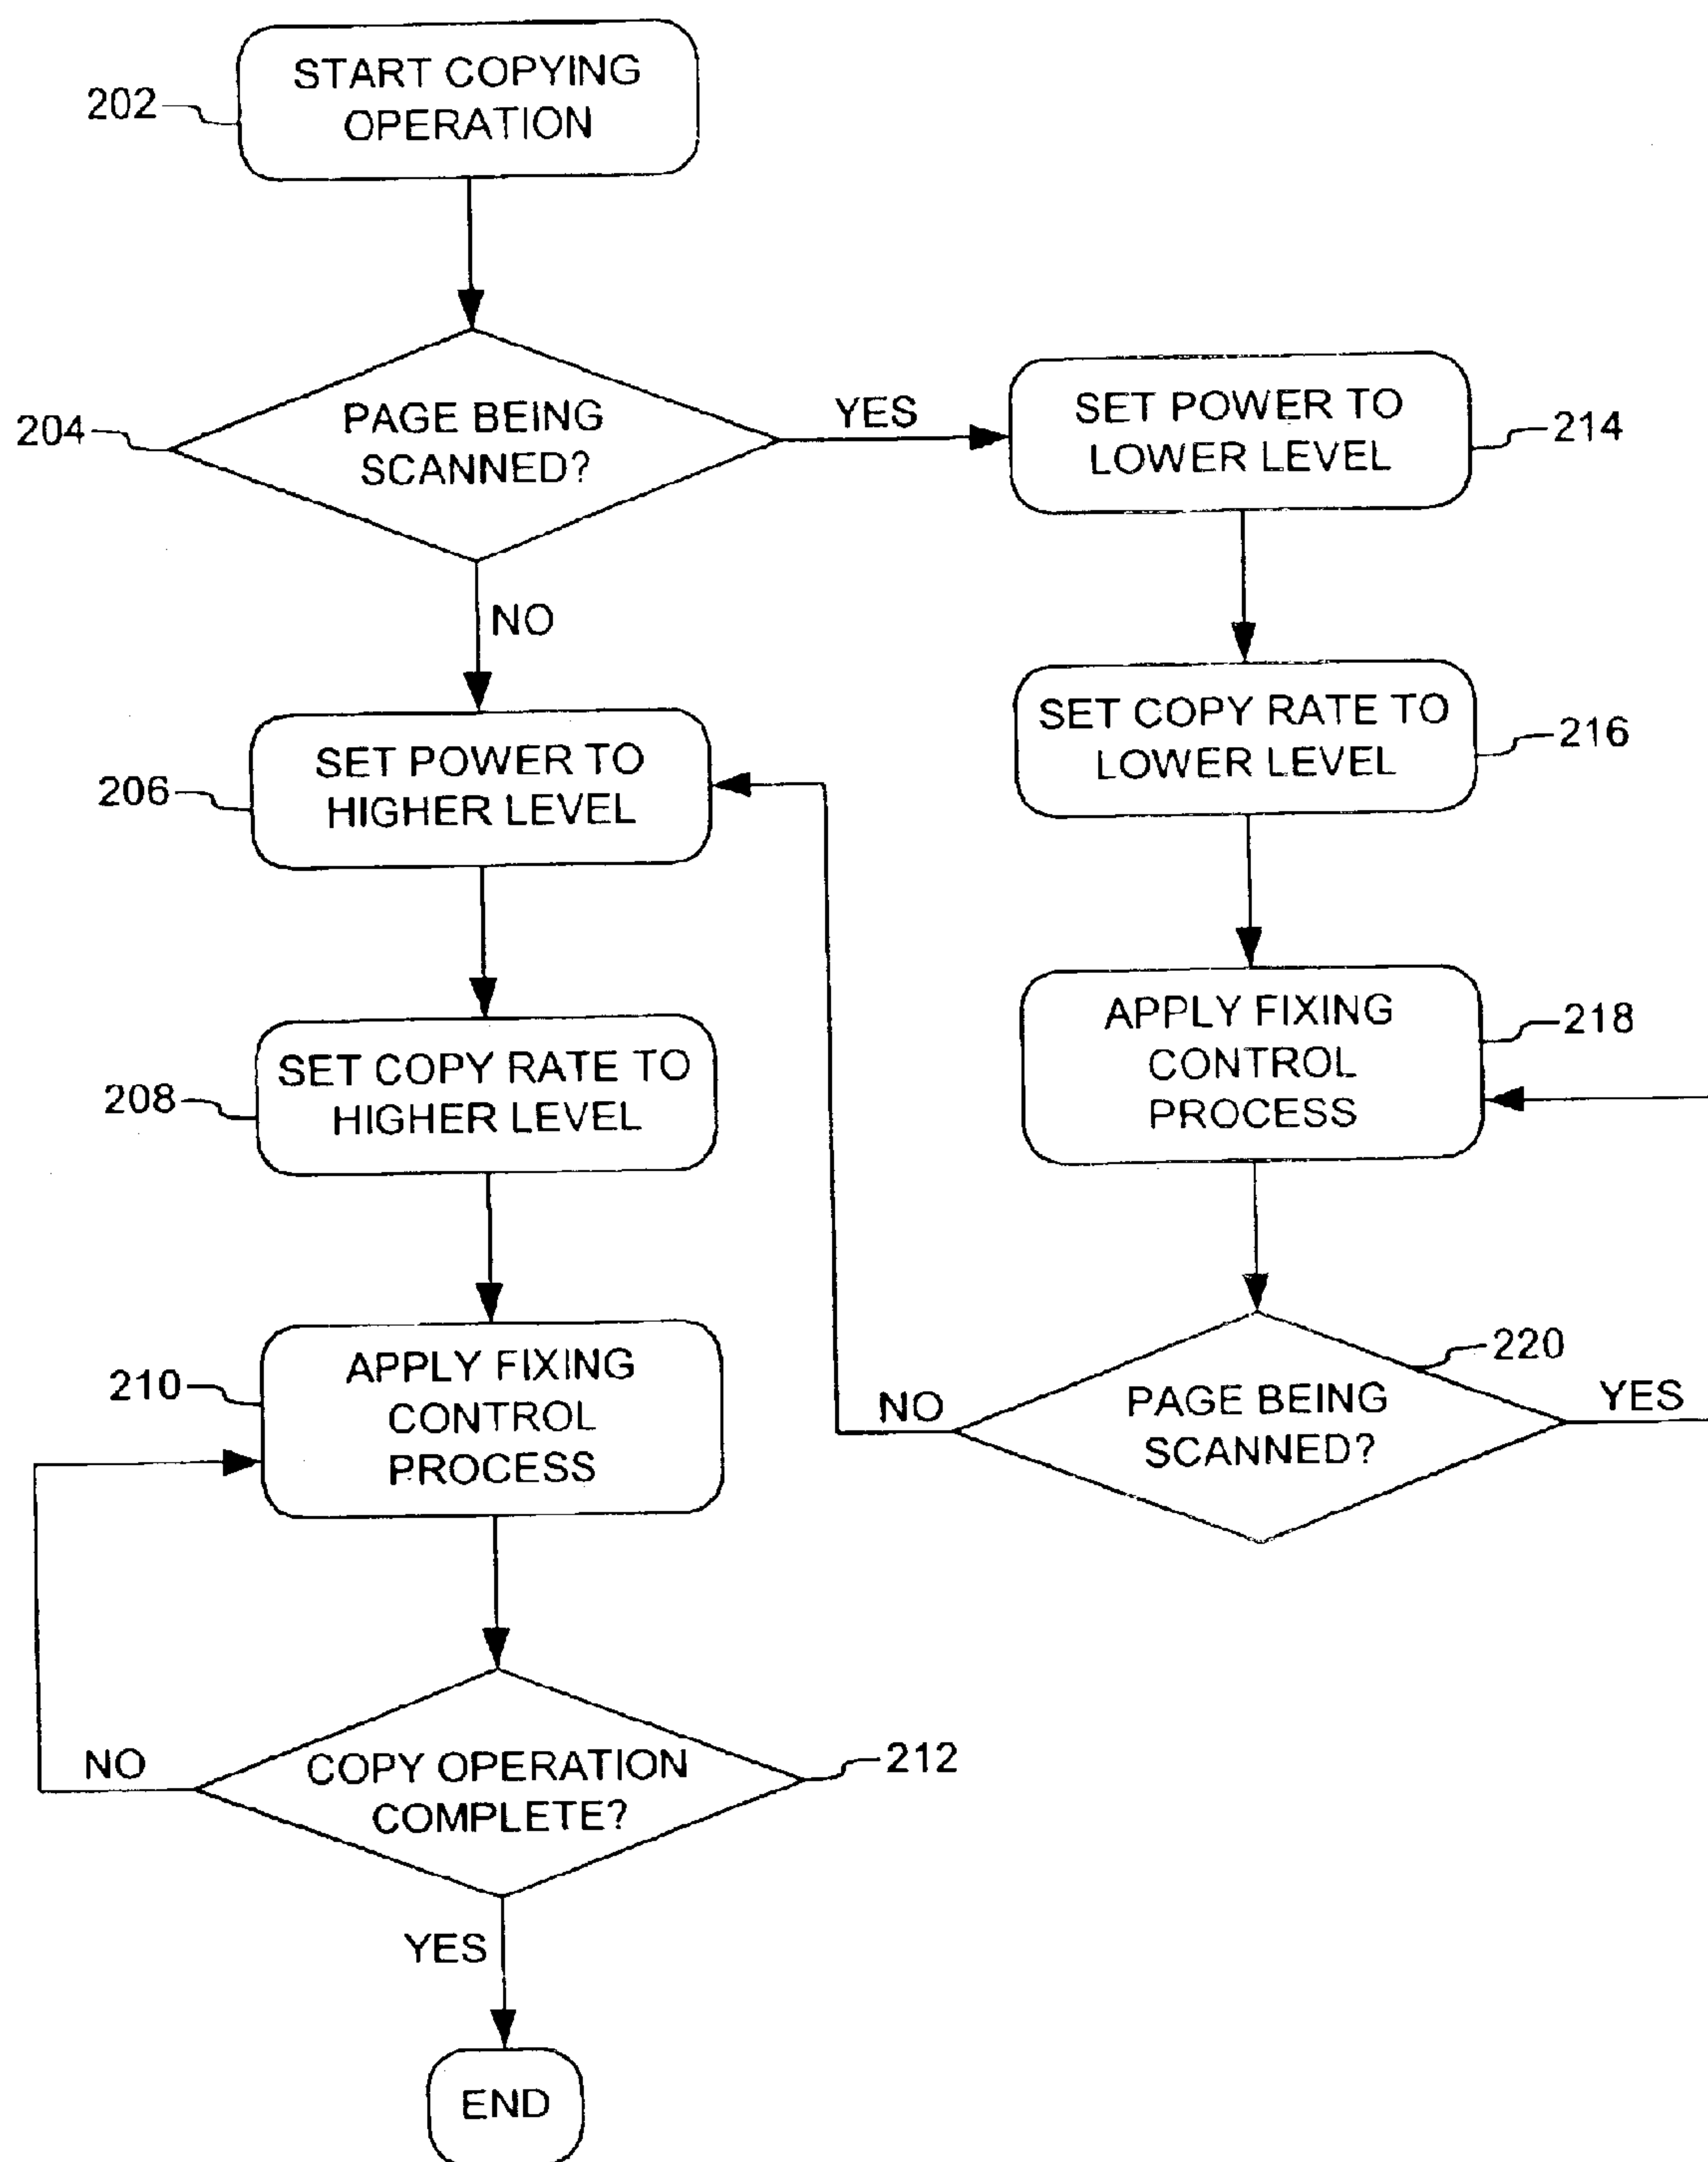 START COPYING
OPERATION
202
PAGE BEING
SCANNED?
204
YES
NO
SET POWER TO
LOWER LEVEL
214
SET COPY RATE TO
LOWER LEVEL
216
SET POWER TO
HIGHER LEVEL
206
APPLY FIXING
CONTROL
PROCESS
218
SET COPY RATE TO
HIGHER LEVEL
208
220
PAGE BEING
SCANNED?
NO
YES
APPLY FIXING
CONTROL
PROCESS
210
COPY OPERATION
COMPLETE?
212
NO
YES
END